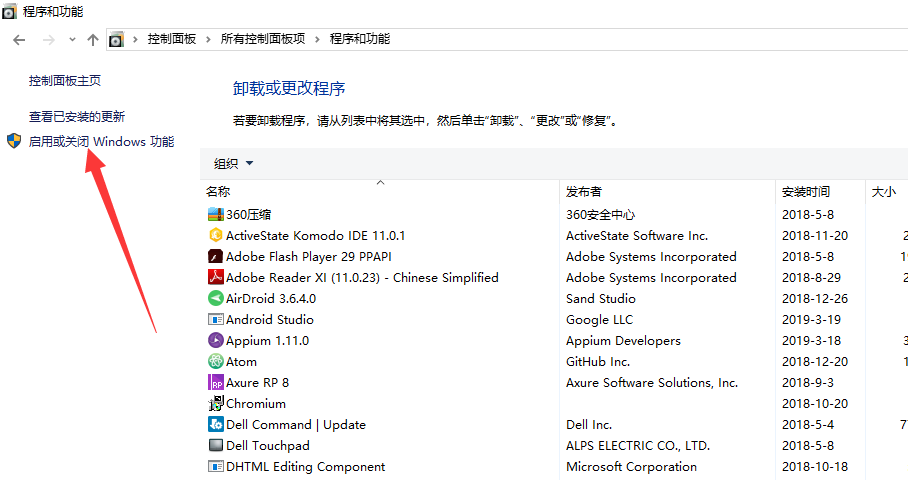 程序和功能
控制面板 > 所有控制面板项 > 程序和功能
控制面板主页
查看已安装的更新
启用或关闭 Windows 功能
卸载或更改程序
若要卸载程序，请从列表中将其选中，然后单击“卸载”、“更改”或“修复”。
组织
名称 发布者 安装时间 大小
360压缩 360安全中心 2018-5-8
ActiveState Komodo IDE 11.0.1 ActiveState Software Inc. 2018-11-20
Adobe Flash Player 29 PPAPI Adobe Systems Incorporated 2018-5-8
Adobe Reader XI (11.0.23) - Chinese Simplified Adobe Systems Incorporated 2018-8-29
AirDroid 3.6.4.0 Sand Studio 2018-12-26
Android Studio Google LLC 2019-3-19
Appium 1.11.0 Appium Developers 2019-3-18
Atom GitHub Inc. 2018-12-20
Axure RP 8 Axure Software Solutions, Inc. 2018-9-3
Chromium 2018-10-20
Dell Command | Update Dell Inc. 2018-5-4
Dell Touchpad ALPS ELECTRIC CO., LTD. 2018-5-8
DHTML Editing Component Microsoft Corporation 2018-10-18